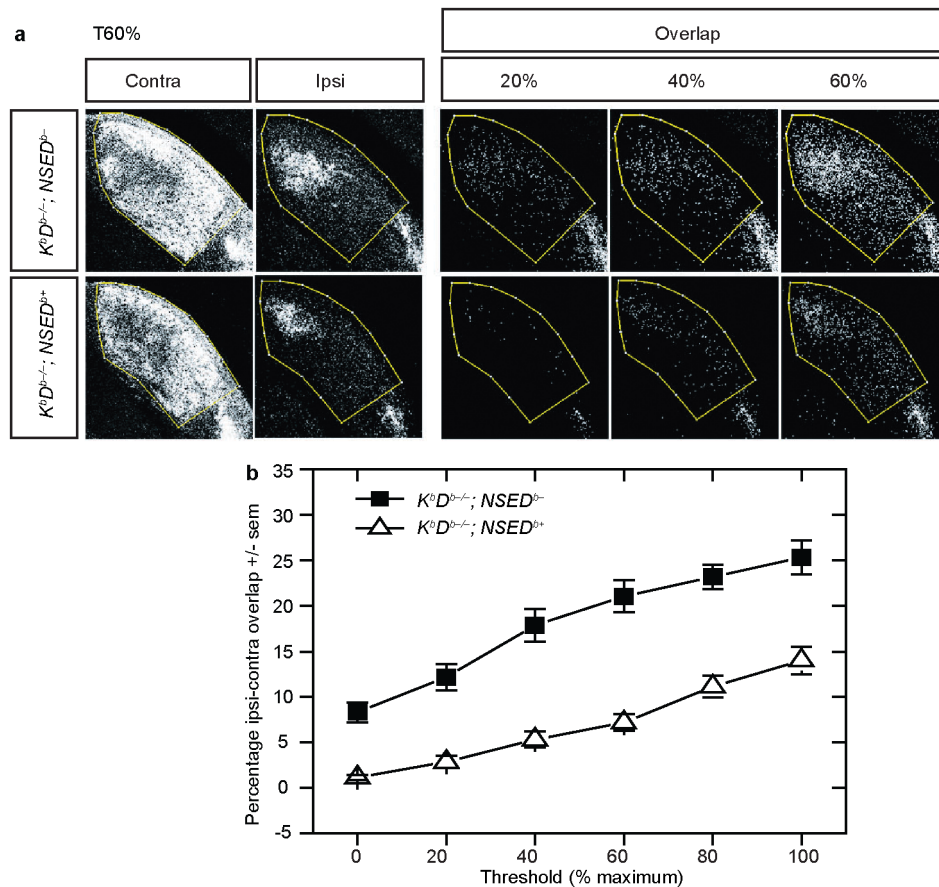 a T60% Overlap
Contra Ipsi 20% 40% 60%
KᵇDᵇ⁻/⁻; NSEDᵇ⁻
KᵇDᵇ⁻/⁻; NSEDᵇ⁺
b
Percentage ipsi-contra overlap +/- sem
35
30
25
20
15
10
5
0
-5
KᵇDᵇ⁻/⁻; NSEDᵇ⁻
KᵇDᵇ⁻/⁻; NSEDᵇ⁺
0 20 40 60 80 100
Threshold (% maximum)